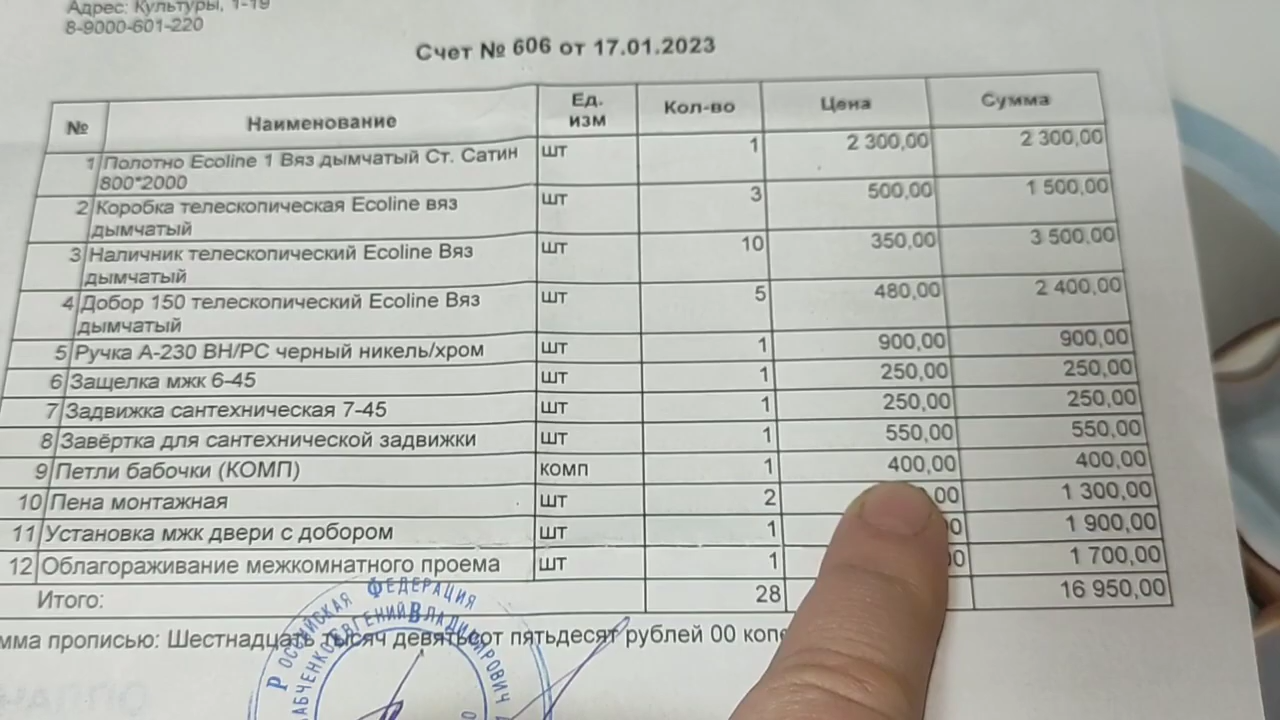 Адрес: Культуры, 1-19
8-9000-601-220
Счет № 606 от 17.01.2023
№ Наименование Ед. изм Кол-во Цена Сумма
1 Полотно Ecoline 1 Вяз дымчатый Ст. Сатин шт 1 2 300,00 2 300,00
800*2000
2 Коробка телескопическая Ecoline вяз шт 3 500,00 1 500,00
дымчатый
3 Наличник телескопический Ecoline Вяз шт 10 350,00 3 500,00
дымчатый
4 Добор 150 телескопический Ecoline Вяз шт 5 480,00 2 400,00
дымчатый
5 Ручка А-230 BH/PC черный никель/хром шт 1 900,00 900,00
6 Защелка мжк 6-45 шт 1 250,00 250,00
7 Задвижка сантехническая 7-45 шт 1 250,00 250,00
8 Завёртка для сантехнической задвижки шт 1 550,00 550,00
9 Петли бабочки (КОМП) комп 1 400,00 400,00
10 Пена монтажная шт 2 00 1 300,00
11 Установка мжк двери с добором шт 1 00 1 900,00
12 Облагораживание межкомнатного проема шт 1 00 1 700,00
Итого: 28 16 950,00
мма прописью: Шестнадцать тысяч девятьсот пятьдесят рублей 00 копе
РОССИЙСКАЯ ФЕДЕРАЦИЯ
ЕВГЕНИЙ ВЛАДИМИРОВИЧ